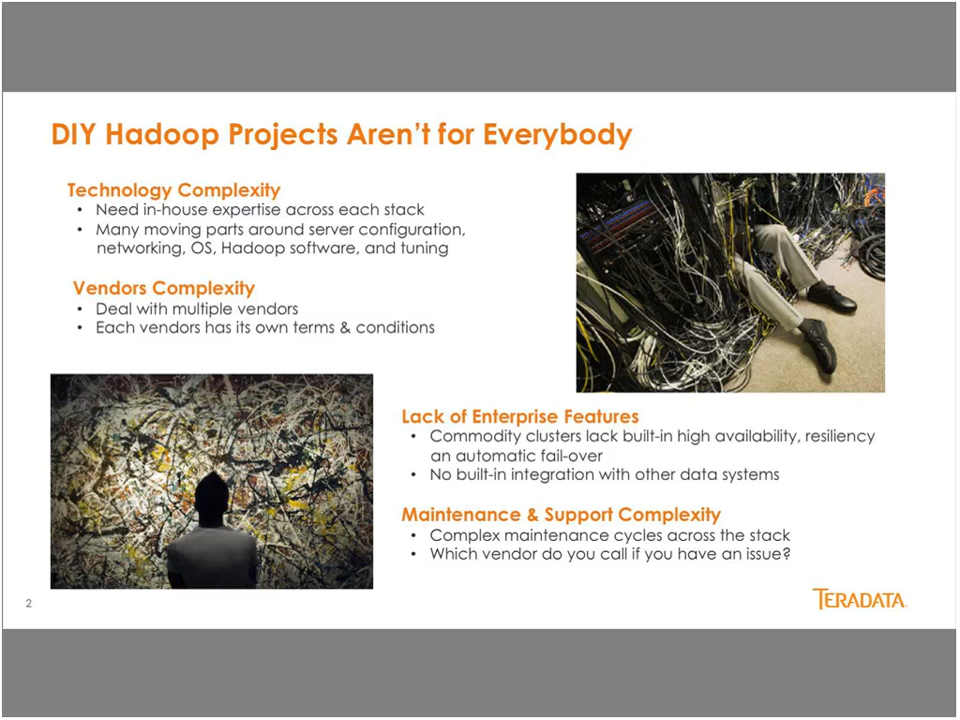 DIY Hadoop Projects Aren't for Everybody
Technology Complexity
• Need in-house expertise across each stack
• Many moving parts around server configuration,
networking, OS, Hadoop software, and tuning
Vendors Complexity
• Deal with multiple vendors
• Each vendors has its own terms & conditions
Lack of Enterprise Features
• Commodity clusters lack built-in high availability, resiliency
an automatic fail-over
• No built-in integration with other data systems
Maintenance & Support Complexity
• Complex maintenance cycles across the stack
• Which vendor do you call if you have an issue?
2
TERADATA